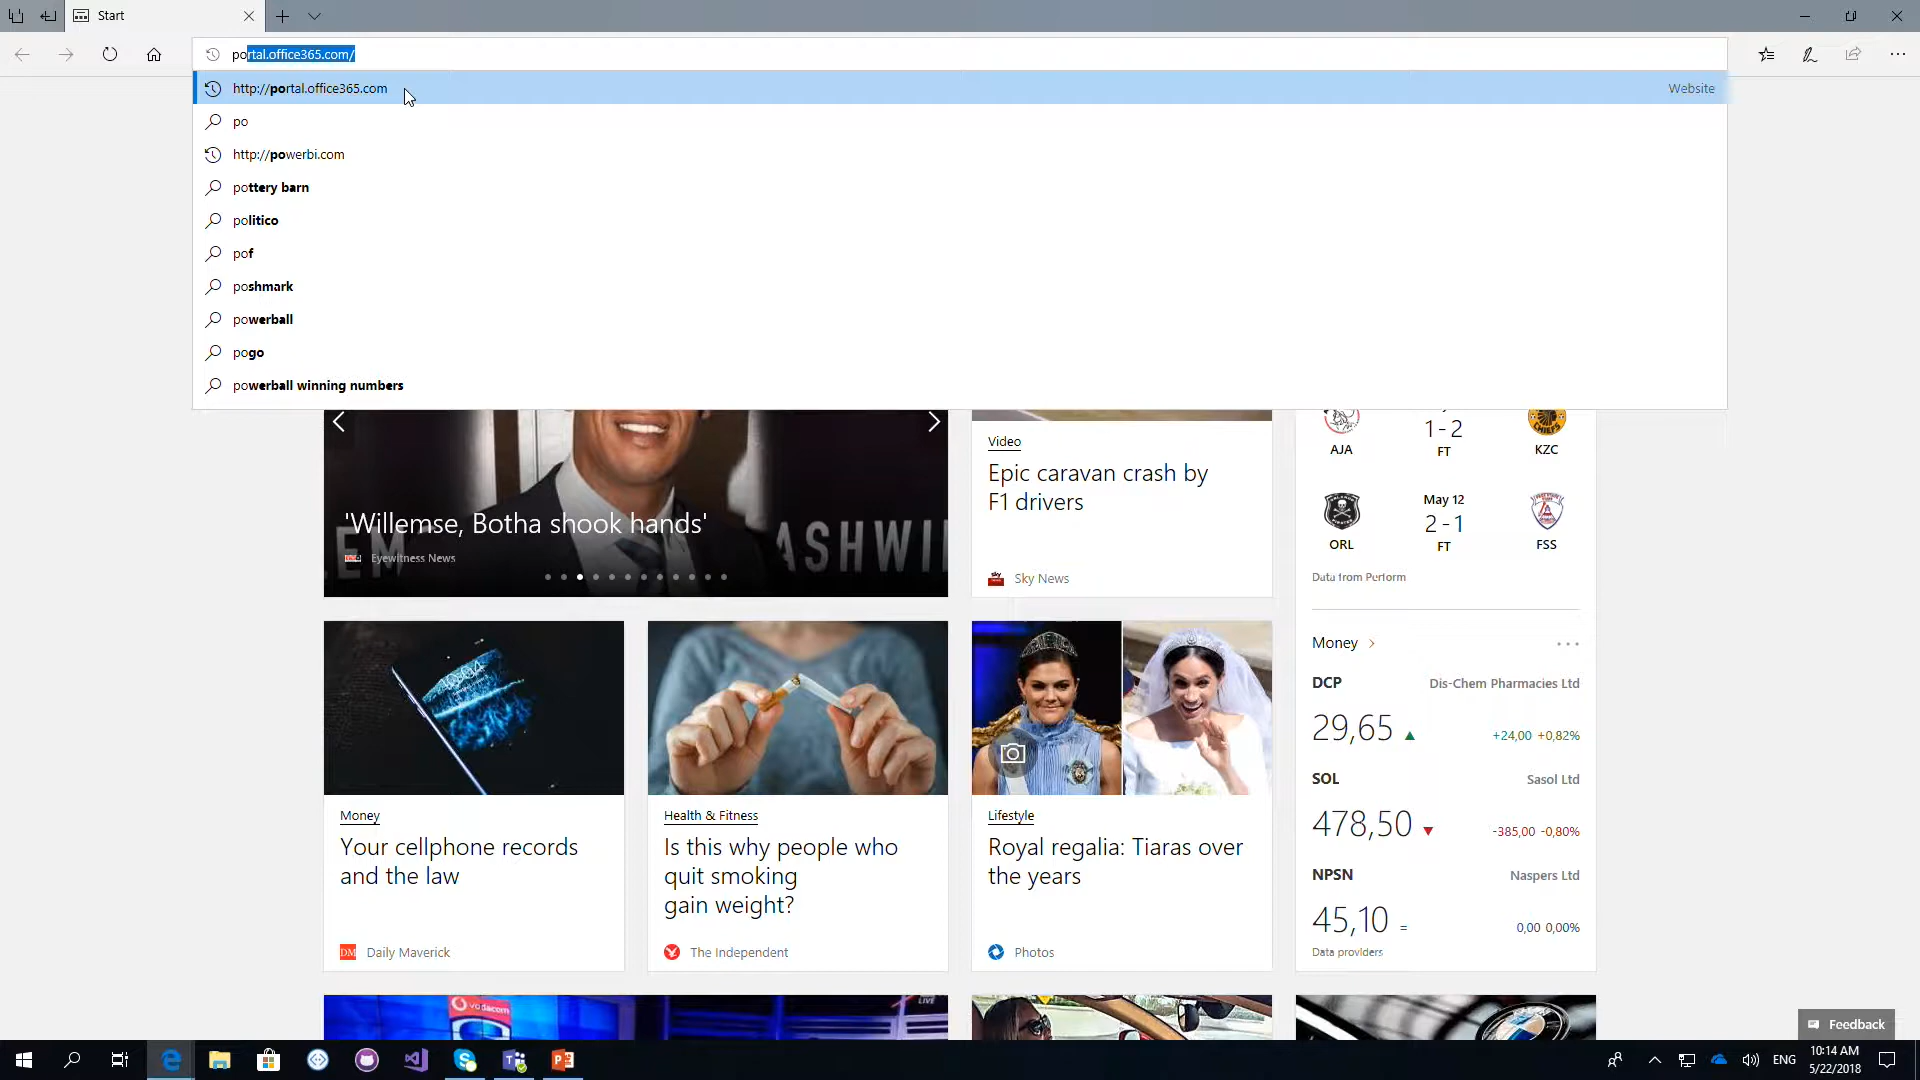 Start
portal.office365.com/
http://portal.office365.com
Website
po
http://powerbi.com
pottery barn
politico
pof
poshmark
powerball
pogo
powerball winning numbers
'Willemse, Botha shook hands'
Eyewitness News
ASHWI
Video
Epic caravan crash by
F1 drivers
Sky News
1 - 2
AJA
FT
KZC
May 12
2 - 1
ORL
FT
FSS
Data from Perform
Money
DCP
Dis-Chem Pharmacies Ltd
29,65
+24,00 +0,82%
SOL
Sasol Ltd
478,50
-385,00 -0,80%
NPSN
Naspers Ltd
45,10
=
0,00 0,00%
Data providers
Money
Your cellphone records
and the law
DM
Daily Maverick
Health & Fitness
Is this why people who
quit smoking
gain weight?
The Independent
Lifestyle
Royal regalia: Tiaras over
the years
Photos
vodacom
LIVE
Feedback
ENG
10:14 AM
5/22/2018